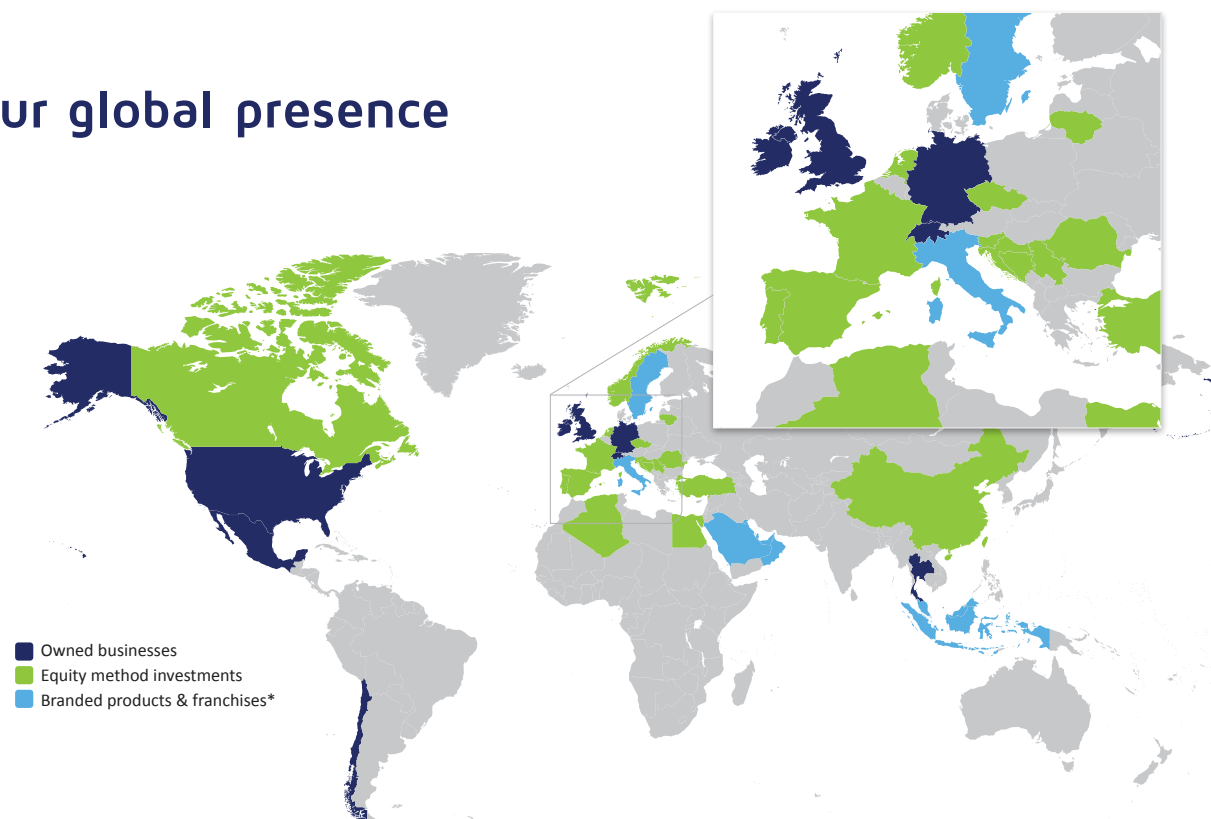 ur global presence
Owned businesses
Equity method investments
Branded products & franchises*